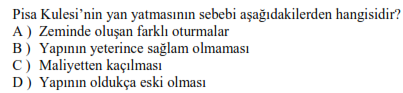 Pisa Kulesi’nin yan yatmasının sebebi aşağıdakilerden hangisidir?
A ) Zeminde oluşan farklı oturmalar
B ) Yapının yeterince sağlam olmaması
C ) Maliyetten kaçılması
D ) Yapının oldukça eski olması